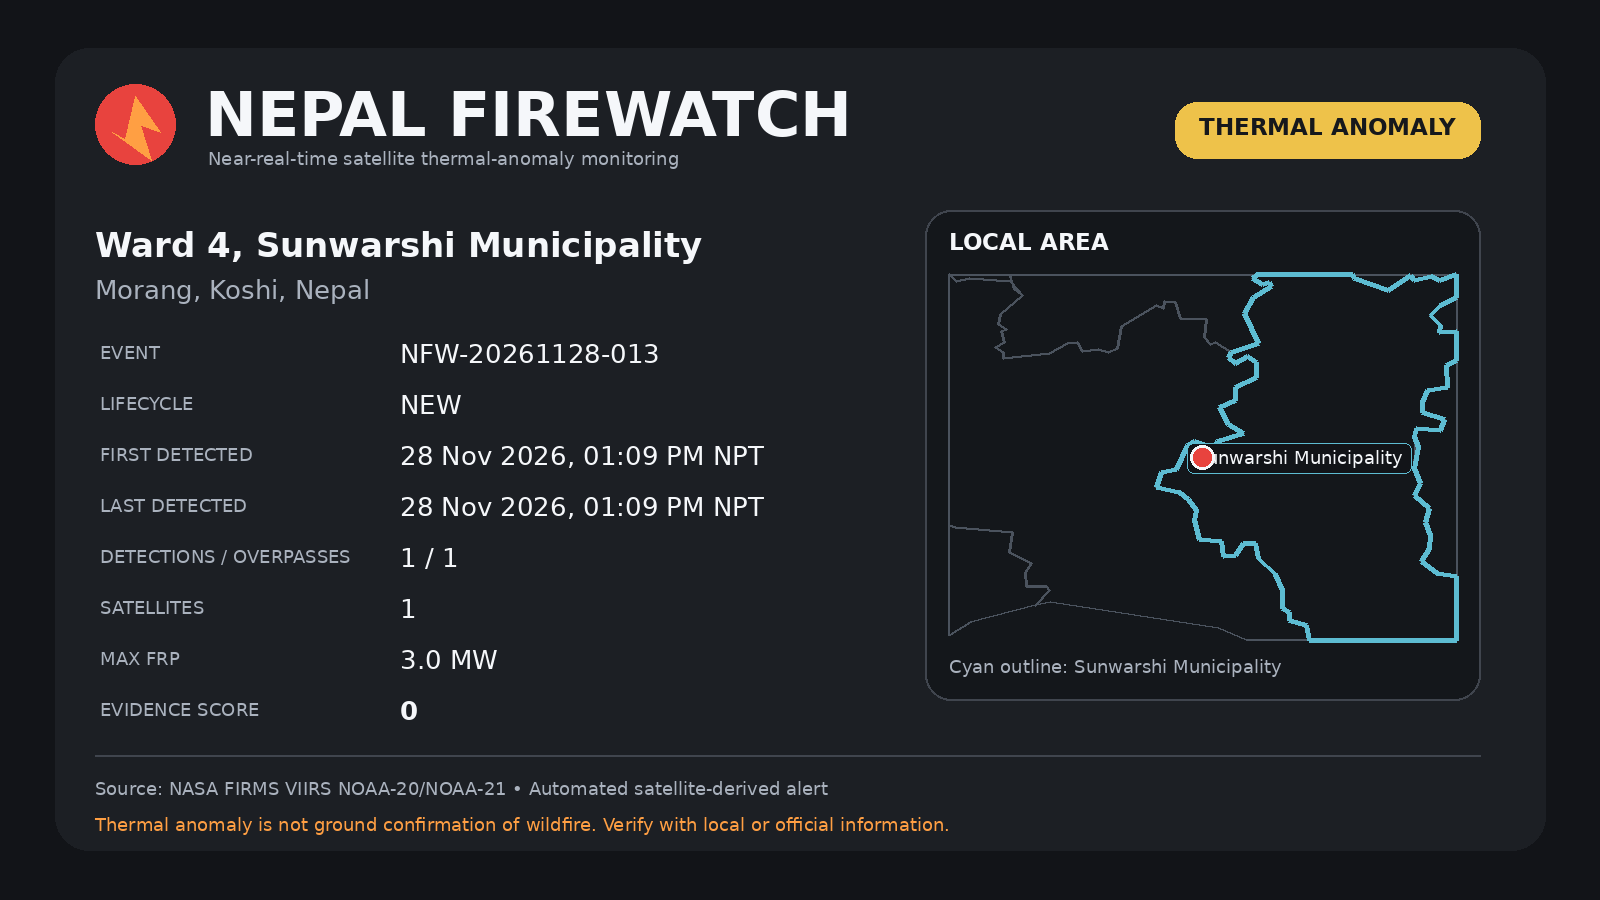 NEPAL FIREWATCH
Near-real-time satellite thermal-anomaly monitoring
THERMAL ANOMALY
Ward 4, Sunwarshi Municipality
Morang, Koshi, Nepal
EVENT NFW-20261128-013
LIFECYCLE NEW
FIRST DETECTED 28 Nov 2026, 01:09 PM NPT
LAST DETECTED 28 Nov 2026, 01:09 PM NPT
DETECTIONS / OVERPASSES 1 / 1
SATELLITES 1
MAX FRP 3.0 MW
EVIDENCE SCORE 0
LOCAL AREA
unwarshi Municipality
Cyan outline: Sunwarshi Municipality
Source: NASA FIRMS VIIRS NOAA-20/NOAA-21 • Automated satellite-derived alert
Thermal anomaly is not ground confirmation of wildfire. Verify with local or official information.